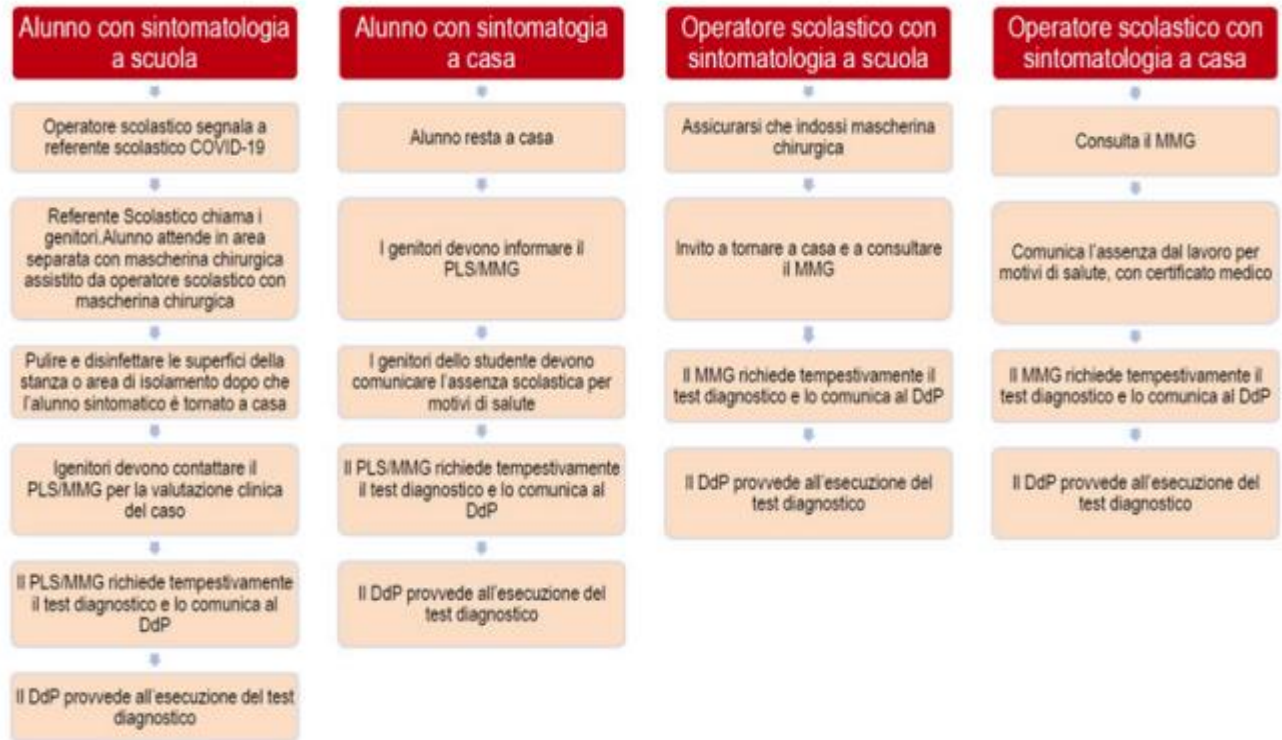 Alunno con sintomatologia
a scuola
Operatore scolastico segnala a
referente scolastico COVID-19
Referente Scolastico chiama i
genitori.Alunno attende in area
separata con mascherina chirurgica
assistito da operatore scolastico con
mascherina chirurgica
Pulire e disinfettare le superfici della
stanza o area di isolamento dopo che
l'alunno sintomatico è tornato a casa
Igenitori devono contattare il
PLS/MMG per la valutazione clinica
del caso
Il PLS/MMG richiede tempestivamente
il test diagnostico e lo comunica al
DdP
Il DdP provvede all'esecuzione del test
diagnostico
Alunno con sintomatogia
a casa
Alunno resta a casa
I genitori devono informare il
PLS/MMG
I genitori dello studente devono
comunicare l'assenza scolastica per
motivi di salute
Il PLS/MMG richiede tempestivamente
il test diagnostico e lo comunica al
DdP
Il DdP provvede all'esecuzione del
test diagnostico
Operatore scolastico con
sintomatologia a scuola
Assicurarsi che indossi mascherina
chirurgica
Invito a tornare a casa e a consultare
il MMG
Il MMG richiede tempestivamente il
test diagnostico e lo comunica al DdP
Il DdP provvede all'esecuzione del
test diagnostico
Operatore scolastico con
sintomatologia a casa
Consulta il MMG
Comunica l'assenza dal lavoro per
motivi di salute, con certificato medico
Il MMG richiede tempestivamente il
test diagnostico e lo comunica al DdP
Il DdP provvede all'esecuzione del
test diagnostico